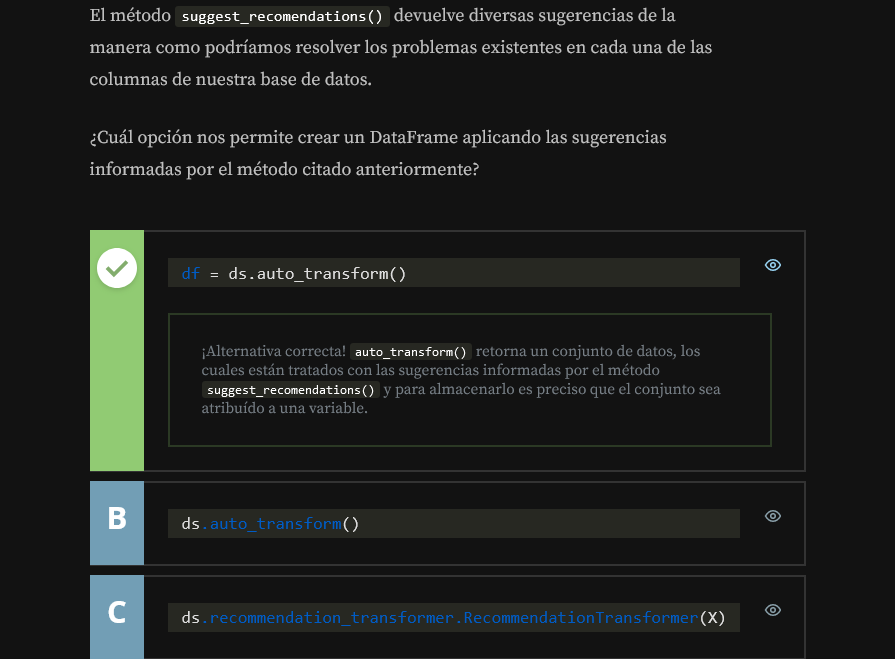 El método suggest_recomendations() devuelve diversas sugerencias de la
manera como podríamos resolver los problemas existentes en cada una de las
columnas de nuestra base de datos.
¿Cuál opción nos permite crear un DataFrame aplicando las sugerencias
informadas por el método citado anteriormente?
df = ds.auto_transform()
¡Alternativa correcta! auto_transform() retorna un conjunto de datos, los
cuales están tratados con las sugerencias informadas por el método
suggest_recomendations() y para almacenarlo es preciso que el conjunto sea
atribuído a una variable.
B
ds.auto_transform()
C
ds.recommendation_transformer.RecommendationTransformer(X)